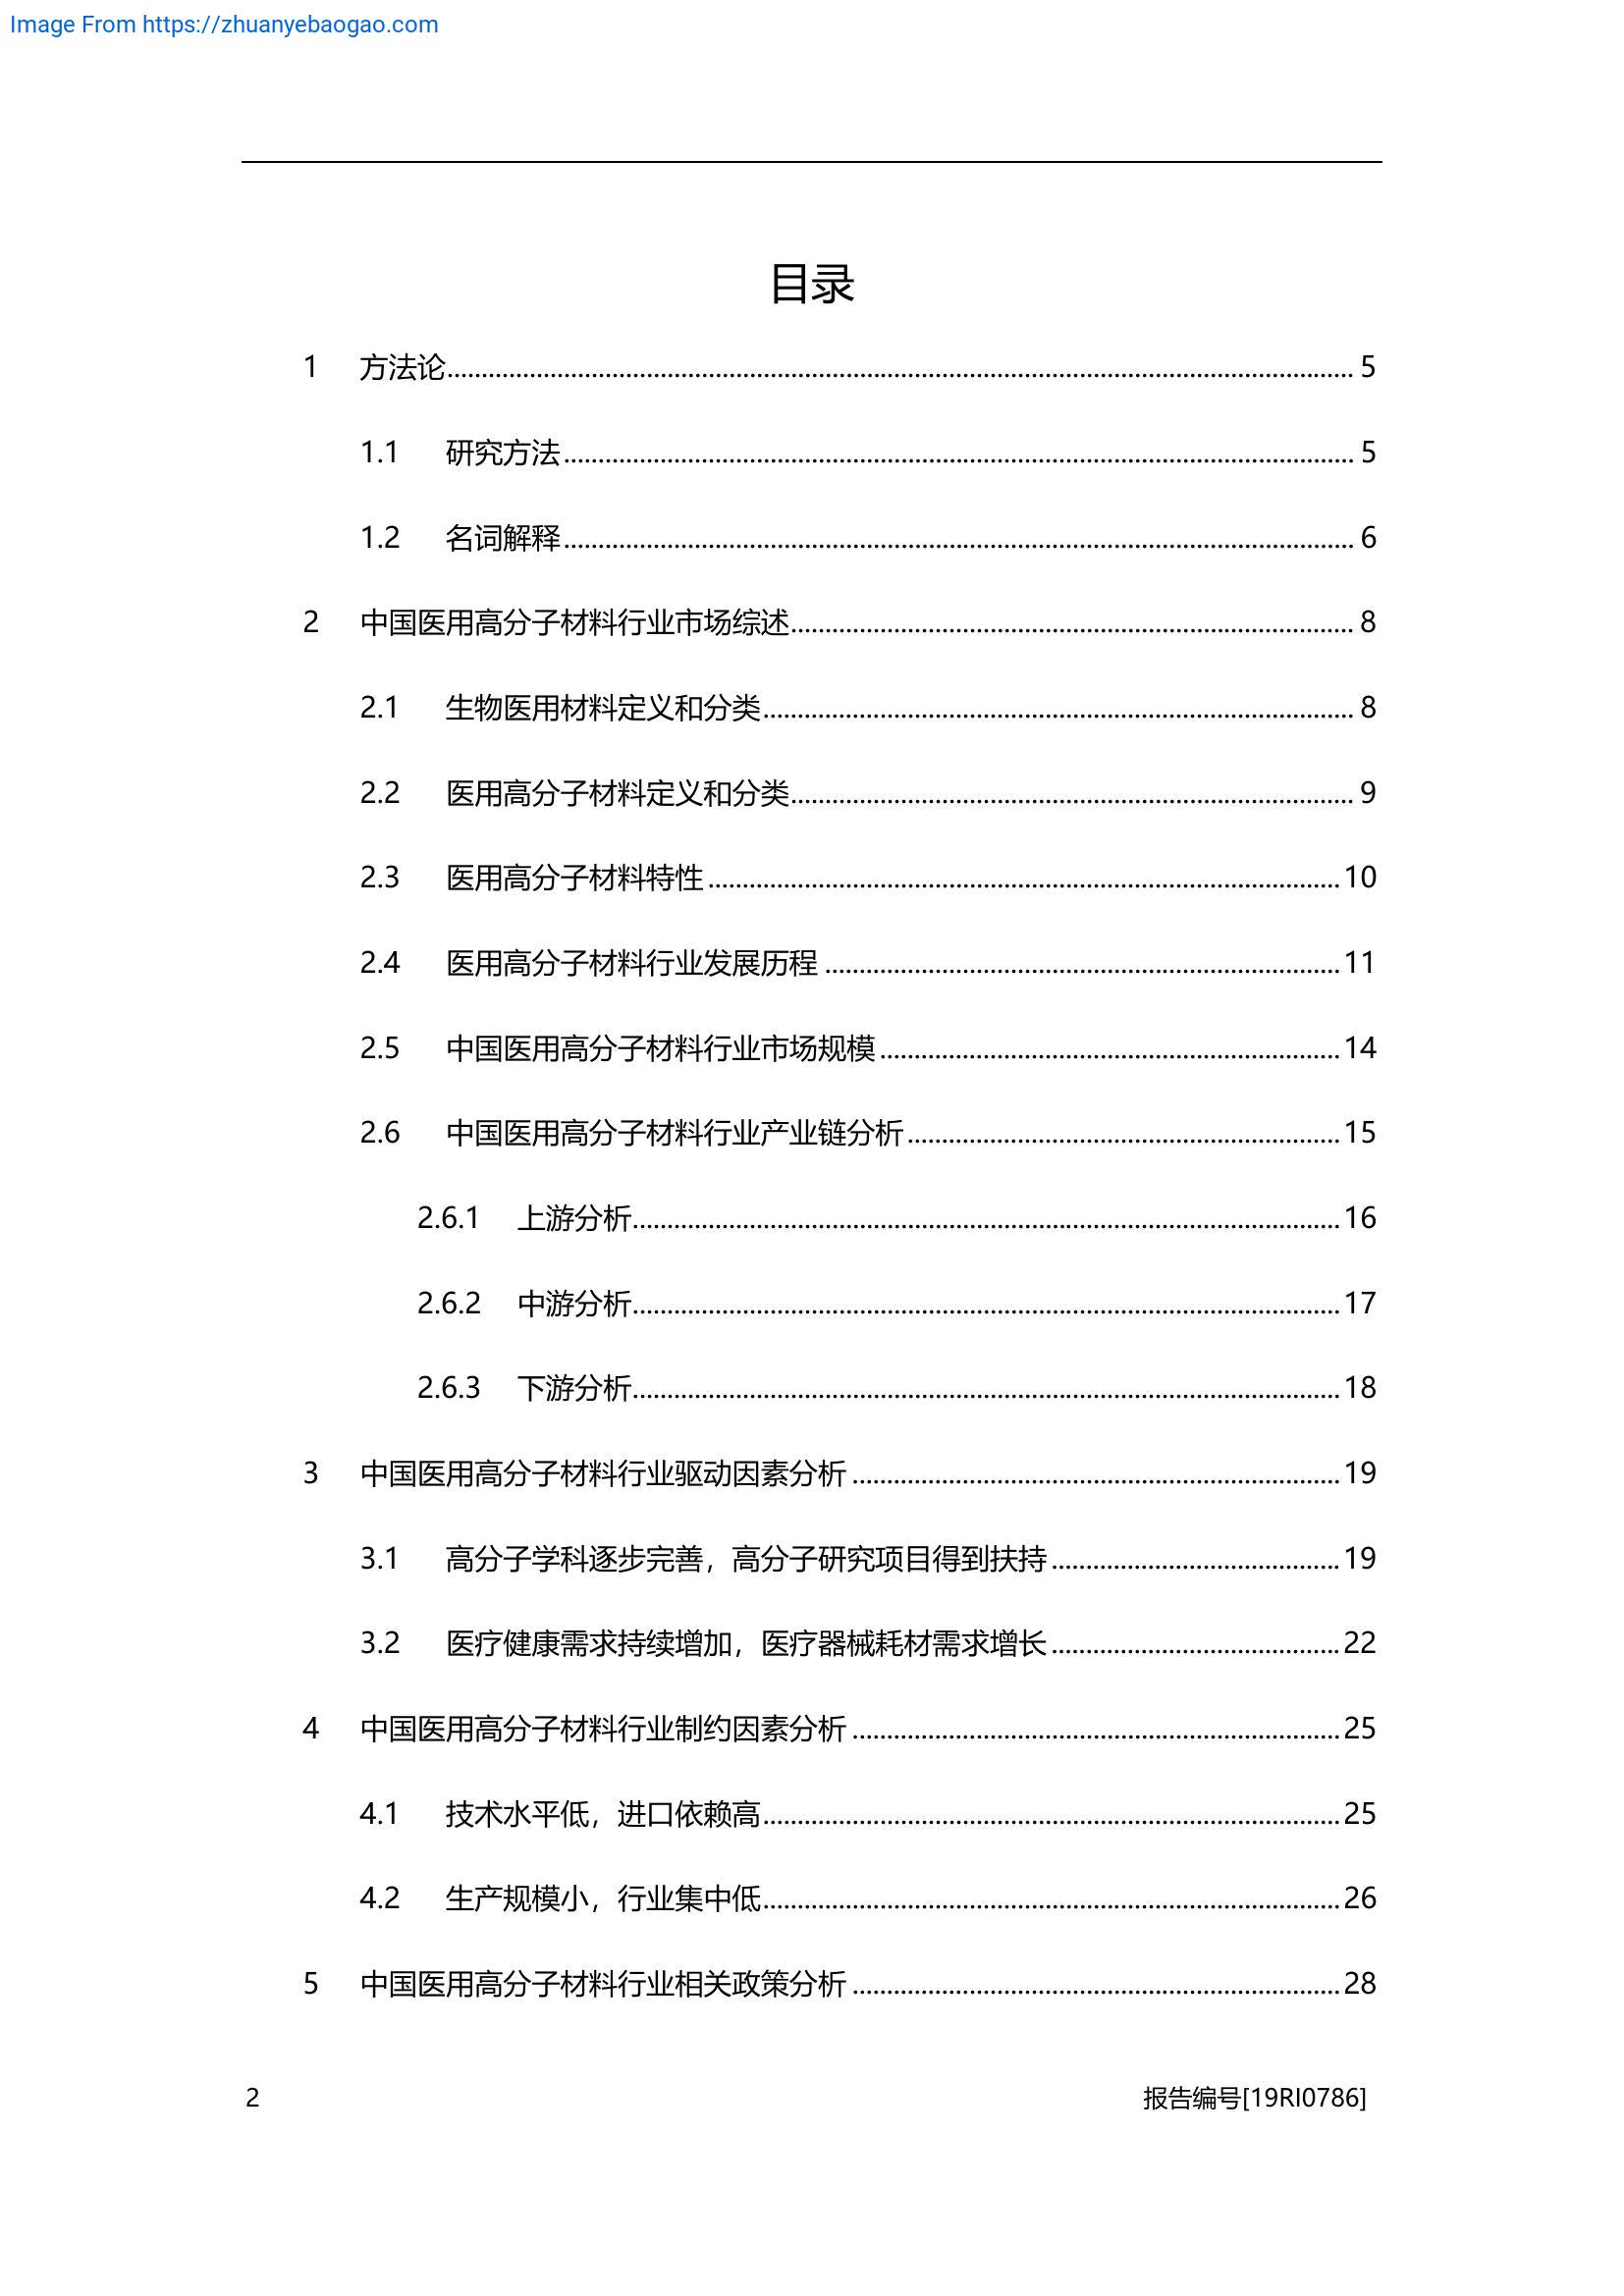 Image From https://zhuanyebaogao.com
目录
1 方法论 5
1.1 研究方法 5
1.2 名词解释 6
2 中国医用高分子材料行业市场综述 8
2.1 生物医用材料定义和分类 8
2.2 医用高分子材料定义和分类 9
2.3 医用高分子材料特性 10
2.4 医用高分子材料行业发展历程 11
2.5 中国医用高分子材料行业市场规模 14
2.6 中国医用高分子材料行业产业链分析 15
2.6.1 上游分析 16
2.6.2 中游分析 17
2.6.3 下游分析 18
3 中国医用高分子材料行业驱动因素分析 19
3.1 高分子学科逐步完善，高分子研究项目得到扶持 19
3.2 医疗健康需求持续增加，医疗器械耗材需求增长 22
4 中国医用高分子材料行业制约因素分析 25
4.1 技术水平低，进口依赖高 25
4.2 生产规模小，行业集中低 26
5 中国医用高分子材料行业相关政策分析 28
2 报告编号[19RI0786]